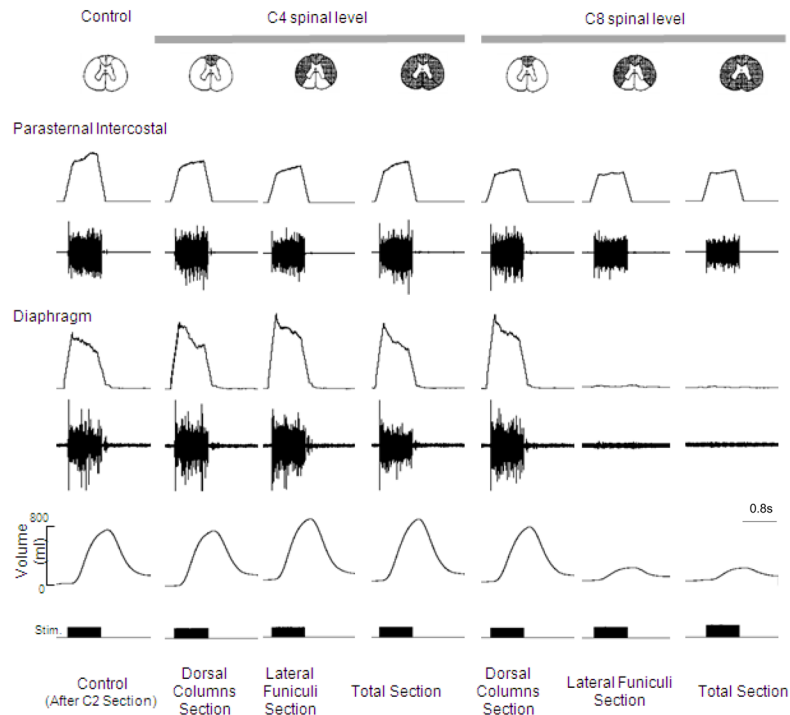 Control
C4 spinal level
C8 spinal level
Parasternal Intercostal
Diaphragm
800
Volume
(ml)
0
0.8s
Stim.
Control
(After C2 Section)
Dorsal
Columns
Section
Lateral
Funiculi
Section
Total Section
Dorsal
Columns
Section
Lateral Funiculi
Section
Total Section